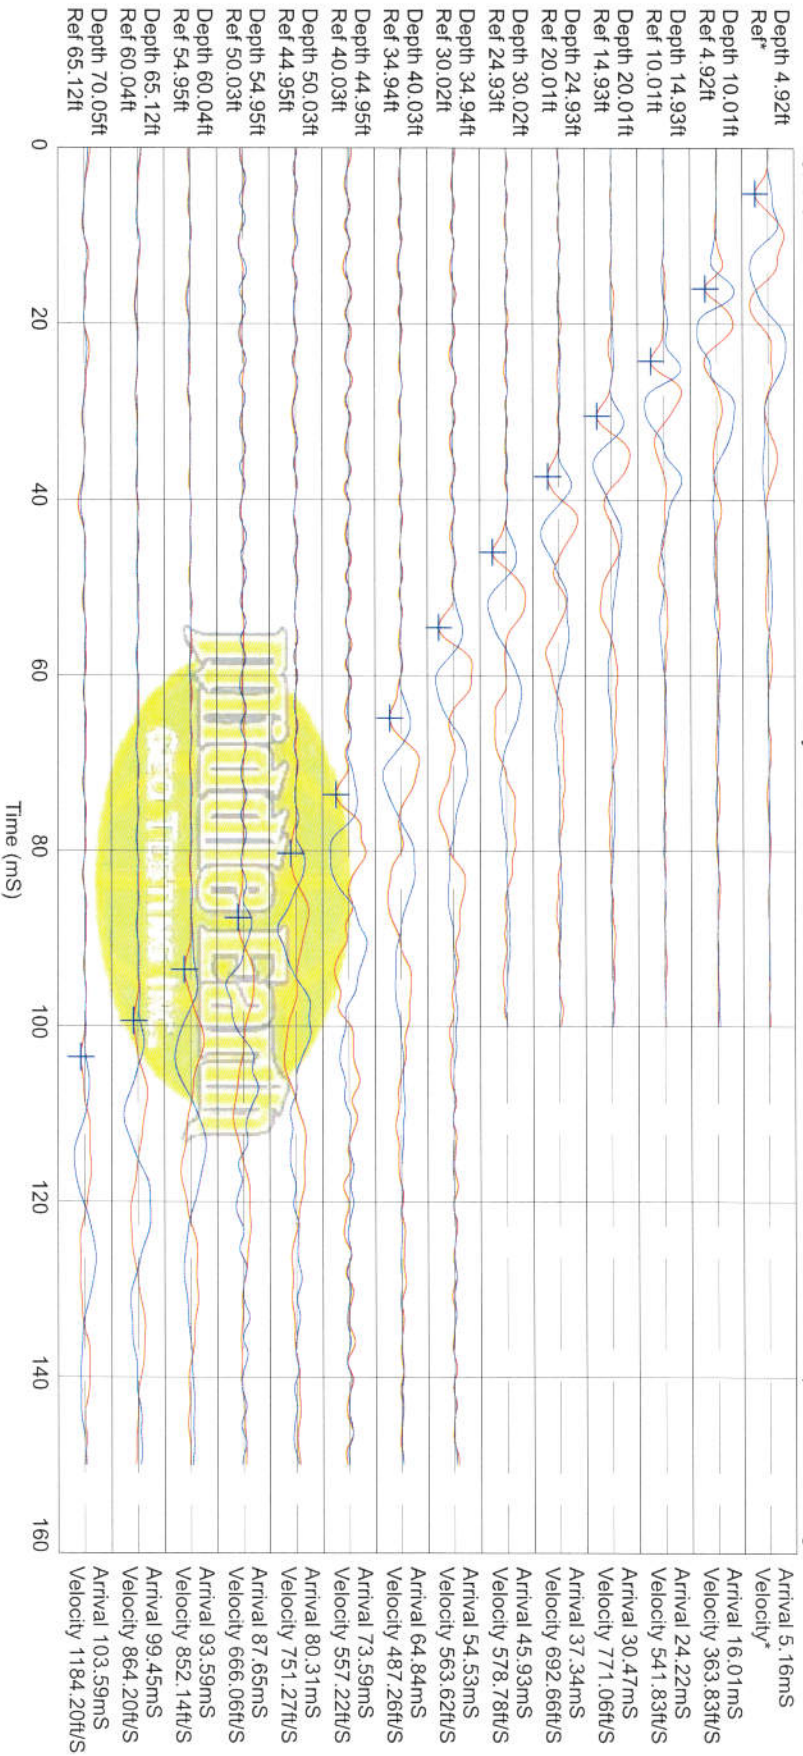 Depth 4.92ft
Ref*
Arrival 5.16mS
Velocity*
Depth 10.01ft
Ref 4.92ft
Arrival 16.01mS
Velocity 363.83ft/S
Depth 14.93ft
Ref 10.01ft
Arrival 24.22mS
Velocity 541.83ft/S
Depth 20.01ft
Ref 14.93ft
Arrival 30.47mS
Velocity 771.06ft/S
Depth 24.93ft
Ref 20.01ft
Arrival 37.34mS
Velocity 692.66ft/S
Depth 30.02ft
Ref 24.93ft
Arrival 45.93mS
Velocity 578.78ft/S
Depth 34.94ft
Ref 30.02ft
Arrival 54.53mS
Velocity 563.62ft/S
Depth 40.03ft
Ref 34.94ft
Arrival 64.84mS
Velocity 487.26ft/S
Depth 44.95ft
Ref 40.03ft
Arrival 73.59mS
Velocity 557.22ft/S
Depth 50.03ft
Ref 44.95ft
Arrival 80.31mS
Velocity 751.27ft/S
Depth 54.95ft
Ref 50.03ft
Arrival 87.65mS
Velocity 666.06ft/S
Depth 60.04ft
Ref 54.95ft
Arrival 93.59mS
Velocity 852.14ft/S
Depth 65.12ft
Ref 60.04ft
Arrival 99.45mS
Velocity 864.20ft/S
Depth 70.05ft
Ref 65.12ft
Arrival 103.59mS
Velocity 1184.20ft/S
0 20 40 60 80 100 120 140 160
Time (mS)
Middle Earth
GEO TESTING INC.